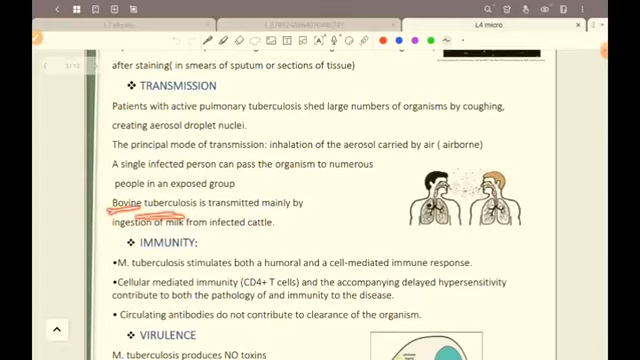 L4 micro
3/12
after staining( in smears of sputum or sections of tissue)
❖ TRANSMISSION
Patients with active pulmonary tuberculosis shed large numbers of organisms by coughing,
creating aerosol droplet nuclei.
The principal mode of transmission: inhalation of the aerosol carried by air ( airborne)
A single infected person can pass the organism to numerous
people in an exposed group
Bovine tuberculosis is transmitted mainly by
ingestion of milk from infected cattle.
❖ IMMUNITY:
•M. tuberculosis stimulates both a humoral and a cell-mediated immune response.
•Cellular mediated immunity (CD4+ T cells) and the accompanying delayed hypersensitivity
contribute to both the pathology of and immunity to the disease.
• Circulating antibodies do not contribute to clearance of the organism.
❖ VIRULENCE
M. tuberculosis produces NO toxins